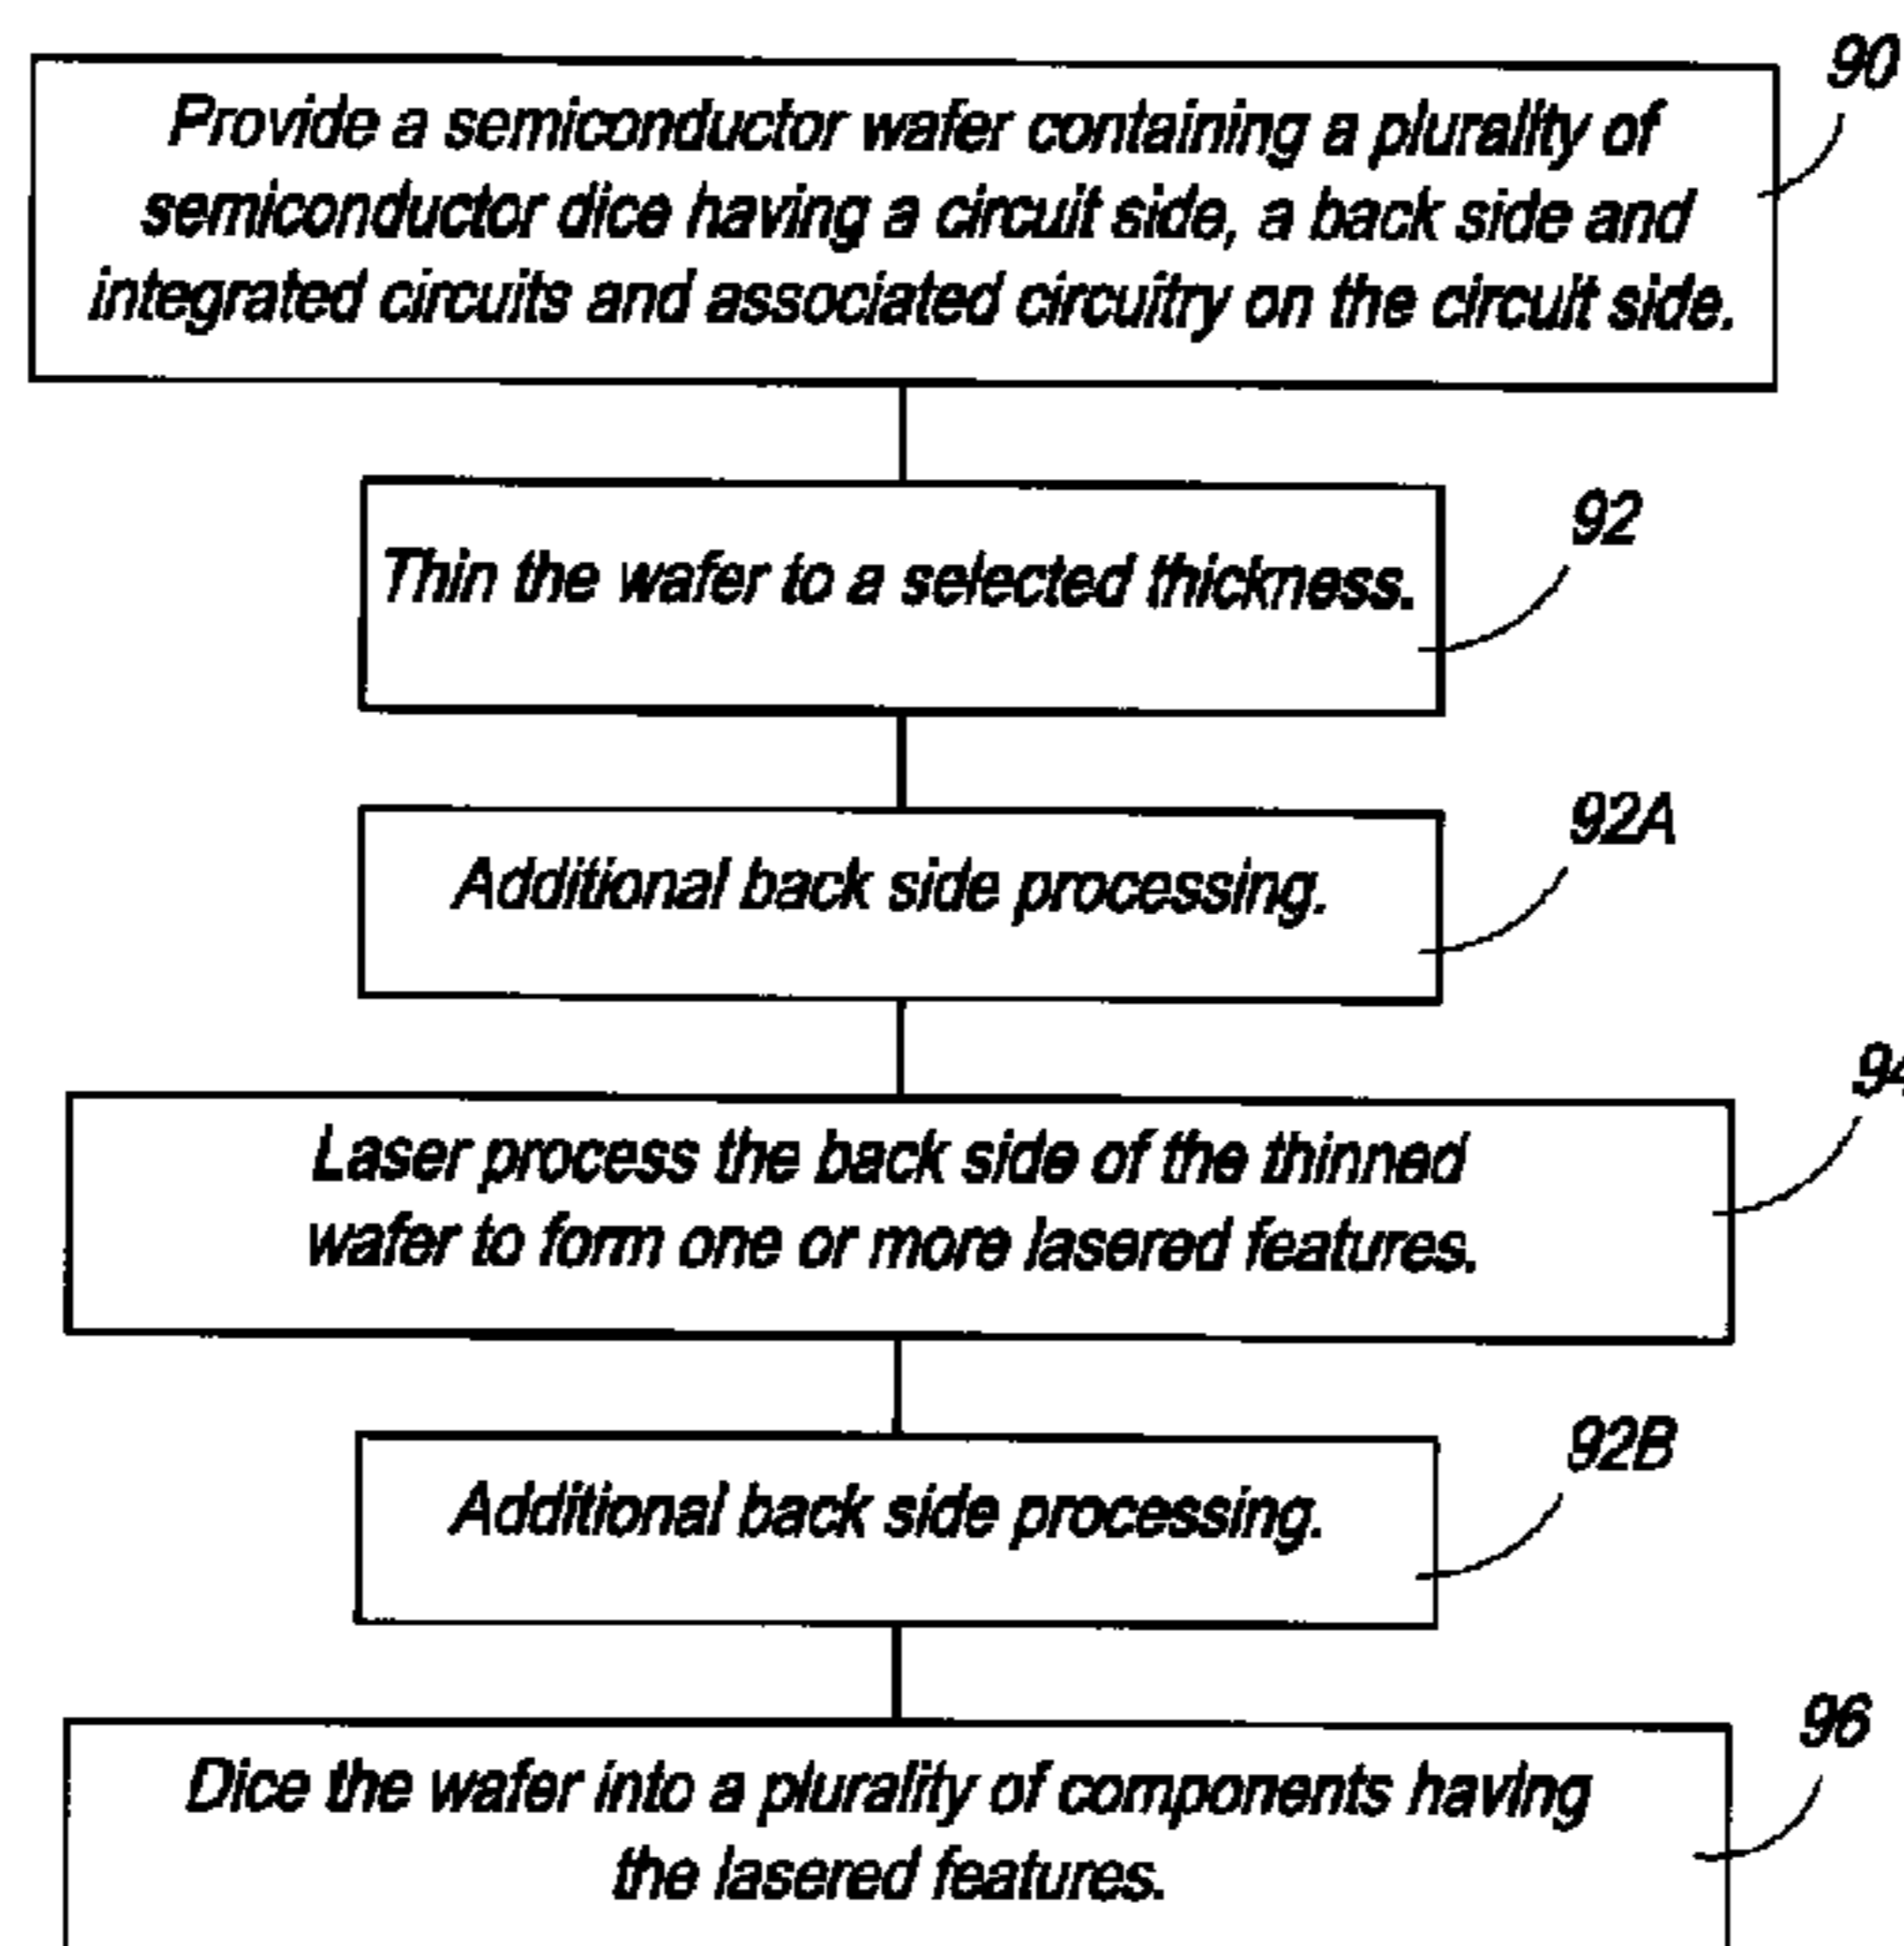 90
Provide a semiconductor wafer containing a plurality of
semiconductor dice having a circuit side, a back side and
integrated circuits and associated circuitry on the circuit side.
92
Thin the wafer to a selected thickness.
92A
Additional back side processing.
94
Laser process the back side of the thinned
wafer to form one or more lasered features.
92B
Additional back side processing.
96
Dice the wafer into a plurality of components having
the lasered features.